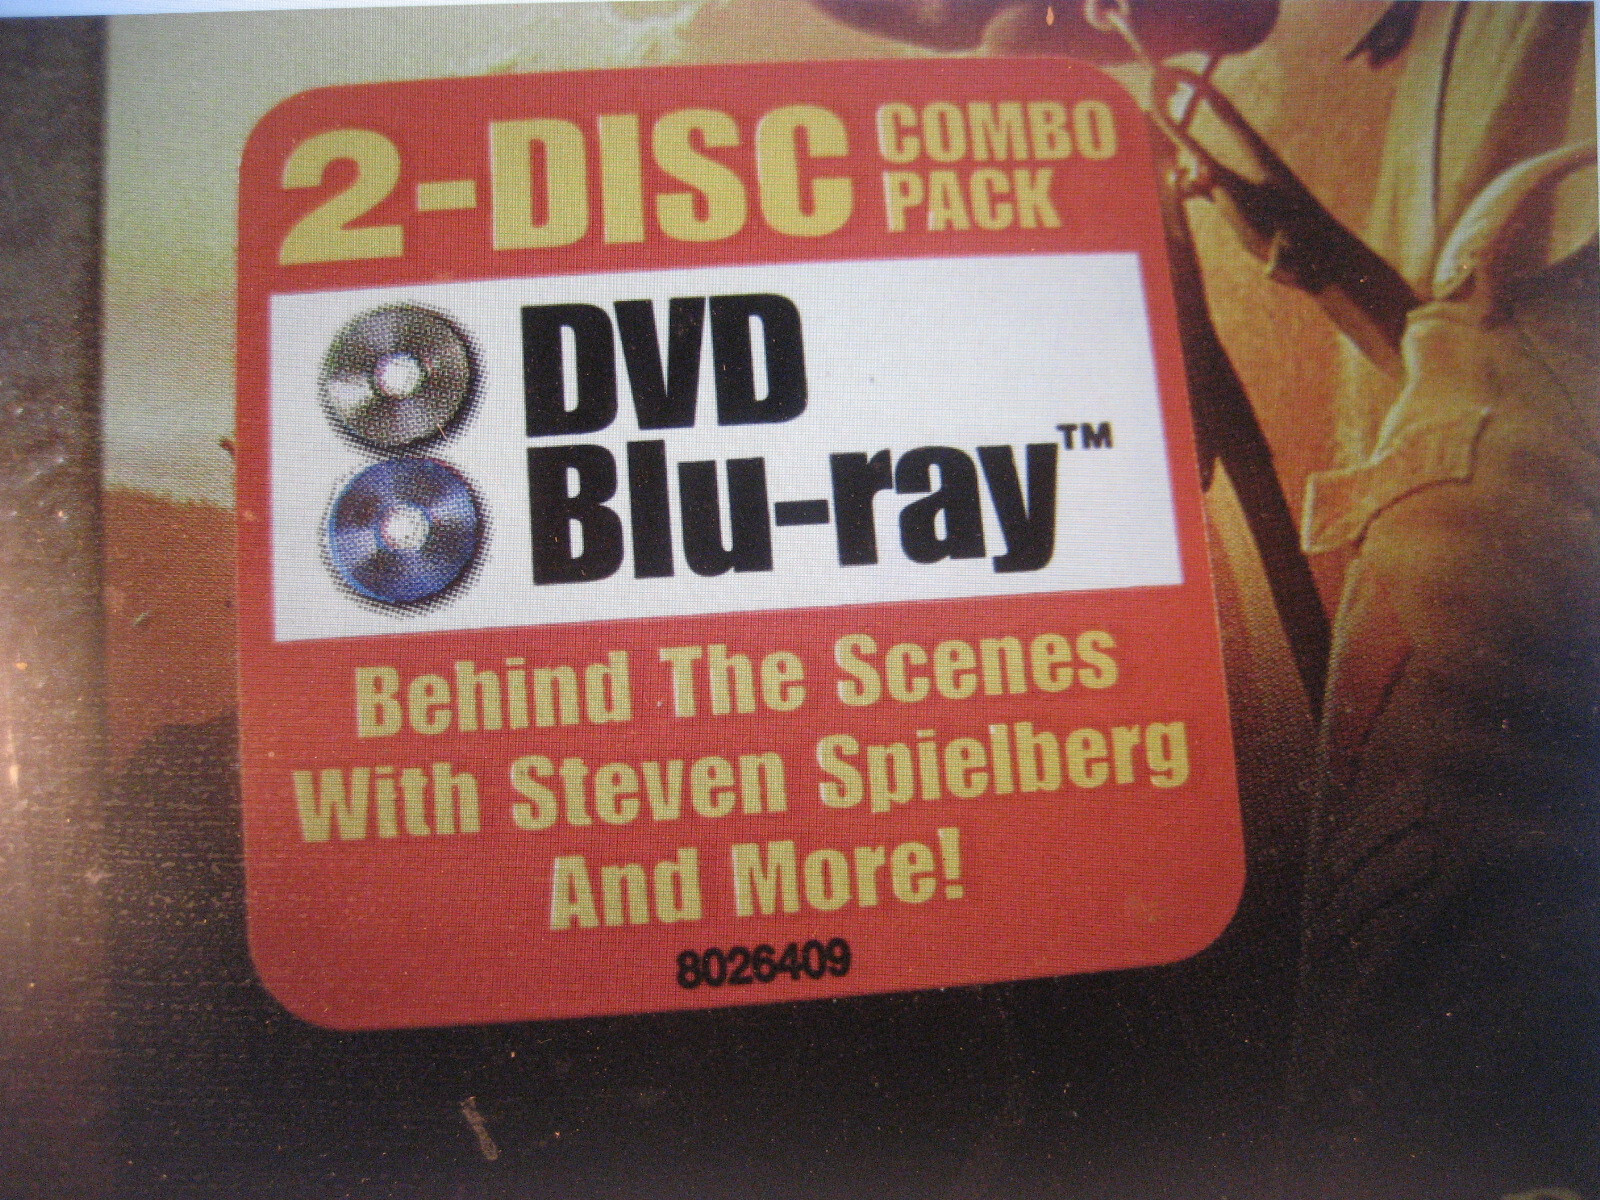 2-DISC COMBO PACK
DVD
Blu-ray™
Behind The Scenes
With Steven Spielberg
And More!
8026409